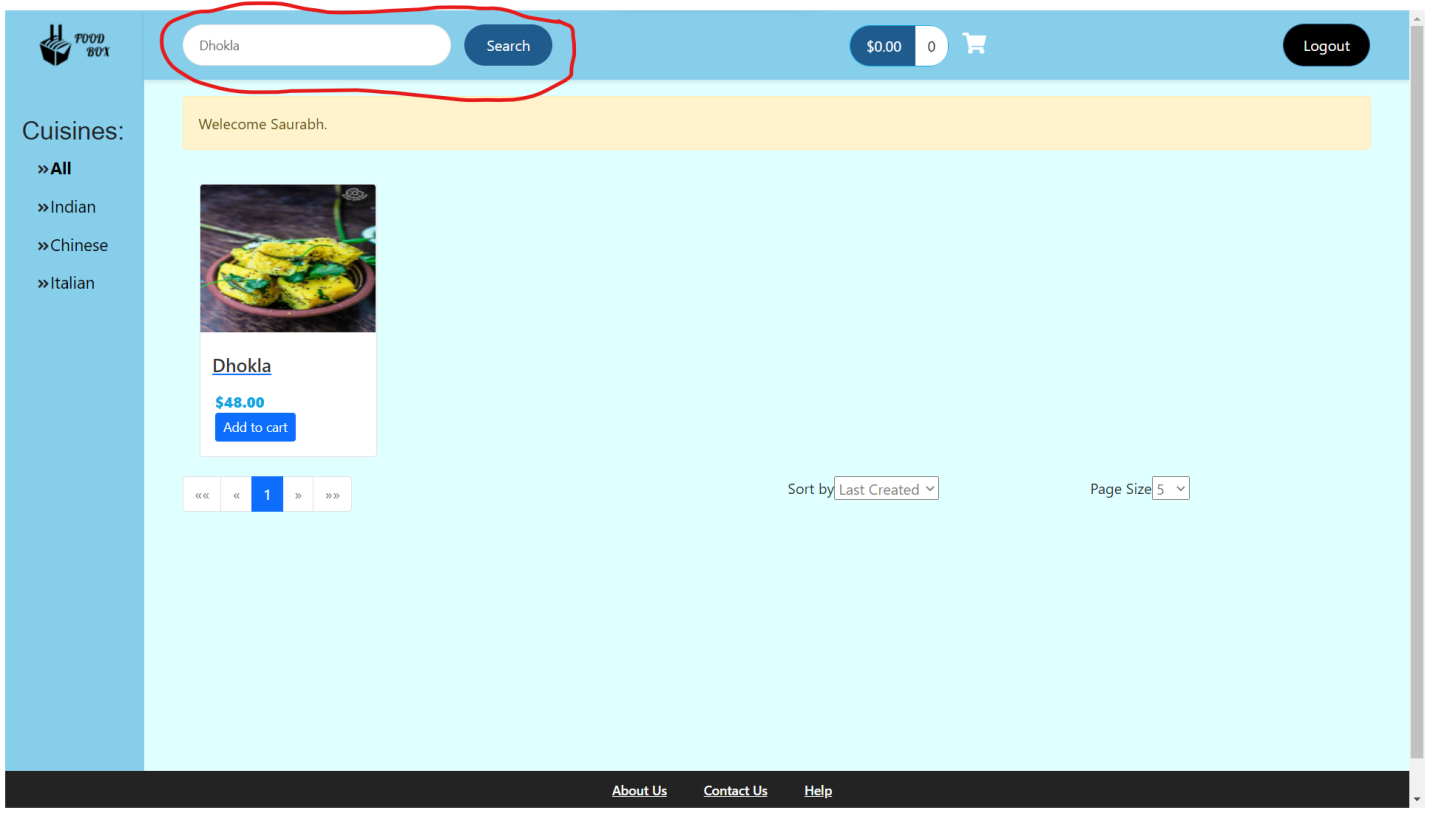 FOOD
BOX
Dhokla
Search
$0.00 0
Logout
Cuisines:
»All
»Indian
»Chinese
»Italian
Welecome Saurabh.
Dhokla
$48.00
Add to cart
«« « 1 » »»
Sort by Last Created
Page Size 5
About Us Contact Us Help